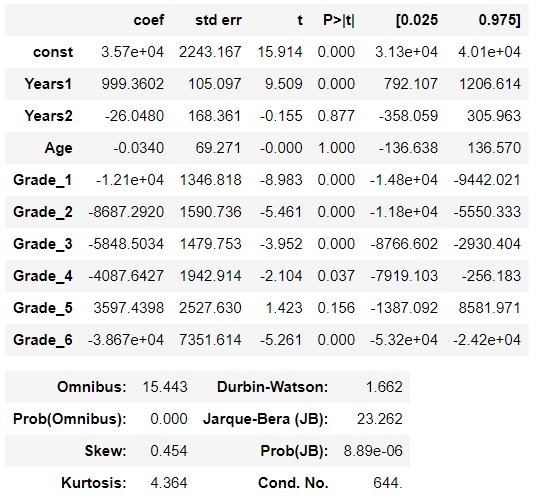 coef std err t P>|t| [0.025 0.975]
const 3.57e+04 2243.167 15.914 0.000 3.13e+04 4.01e+04
Years1 999.3602 105.097 9.509 0.000 792.107 1206.614
Years2 -26.0480 168.361 -0.155 0.877 -358.059 305.963
Age -0.0340 69.271 -0.000 1.000 -136.638 136.570
Grade_1 -1.21e+04 1346.818 -8.983 0.000 -1.48e+04 -9442.021
Grade_2 -8687.2920 1590.736 -5.461 0.000 -1.18e+04 -5550.333
Grade_3 -5848.5034 1479.753 -3.952 0.000 -8766.602 -2930.404
Grade_4 -4087.6427 1942.914 -2.104 0.037 -7919.103 -256.183
Grade_5 3597.4398 2527.630 1.423 0.156 -1387.092 8581.971
Grade_6 -3.867e+04 7351.614 -5.261 0.000 -5.32e+04 -2.42e+04
Omnibus: 15.443 Durbin-Watson: 1.662
Prob(Omnibus): 0.000 Jarque-Bera (JB): 23.262
Skew: 0.454 Prob(JB): 8.89e-06
Kurtosis: 4.364 Cond. No. 644.